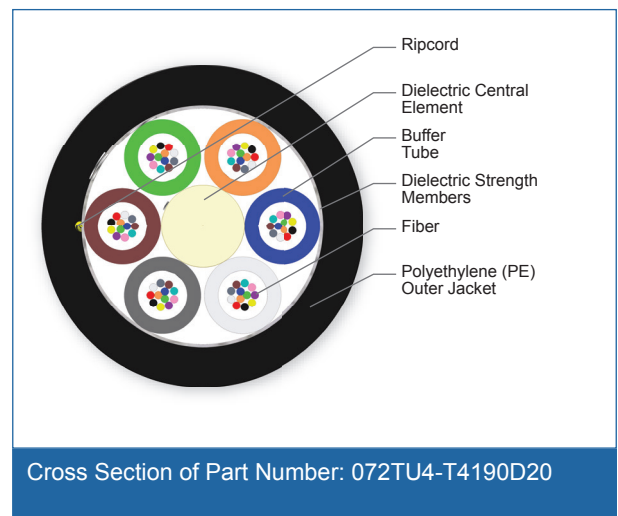 Ripcord
Dielectric Central
Element
Buffer
Tube
Dielectric Strength
Members
Fiber
Polyethylene (PE)
Outer Jacket
Cross Section of Part Number: 072TU4-T4190D20